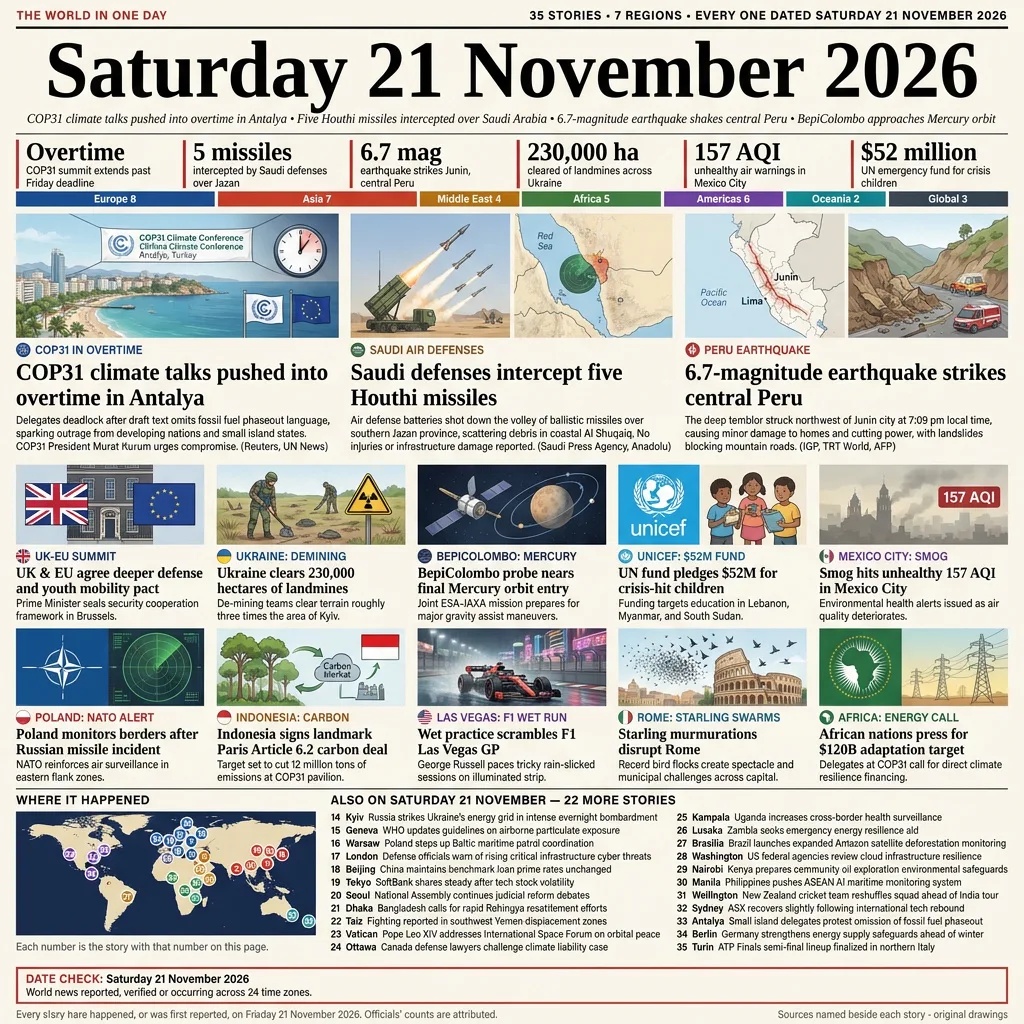 THE WORLD IN ONE DAY
35 STORIES • 7 REGIONS • EVERY ONE DATED SATURDAY 21 NOVEMBER 2026
Saturday 21 November 2026
COP31 climate talks pushed into overtime in Antalya • Five Houthi missiles intercepted over Saudi Arabia • 6.7-magnitude earthquake shakes central Peru • BepiColombo approaches Mercury orbit
Overtime
COP31 summit extends past
Friday deadline
5 missiles
intercepted by Saudi defenses
over Jazan
6.7 mag
earthquake strikes Junin,
central Peru
230,000 ha
cleared of landmines across
Ukraine
157 AQI
unhealthy air warnings in
Mexico City
$52 million
UN emergency fund for crisis
children
Europe 8
Asia 7
Middle East 4
Africa 5
Americas 6
Oceania 2
Global 3
COP31 Climate Conference
Clifana Climste Conference
Antalya, Turkey
Red
Sea
Junin
Lima
Pacific
Ocean
COP31 IN OVERTIME
COP31 climate talks pushed into
overtime in Antalya
Delegates deadlock after draft text omits fossil fuel phaseout language,
sparking outrage from developing nations and small island states.
COP31 President Murat Kurum urges compromise. (Reuters, UN News)
SAUDI AIR DEFENSES
Saudi defenses intercept five
Houthi missiles
Air defense batteries shot down the volley of ballistic missiles over
southern Jazan province, scattering debris in coastal Al Shuqaiq. No
injuries or infrastructure damage reported. (Saudi Press Agency, Anadolu)
PERU EARTHQUAKE
6.7-magnitude earthquake strikes
central Peru
The deep temblor struck northwest of Junin city at 7:09 pm local time,
causing minor damage to homes and cutting power, with landslides
blocking mountain roads. (IGP, TRT World, AFP)
unicef
157 AQI
UK-EU SUMMIT
UK & EU agree deeper defense
and youth mobility pact
Prime Minister seals security cooperation
framework in Brussels.
UKRAINE: DEMINING
Ukraine clears 230,000
hectares of landmines
De-mining teams clear terrain roughly
three times the area of Kyiv.
BEPICOLOMBO: MERCURY
BepiColombo probe nears
final Mercury orbit entry
Joint ESA-JAXA mission prepares for
major gravity assist maneuvers.
UNICEF: $52M FUND
UN fund pledges $52M for
crisis-hit children
Funding targets education in Lebanon,
Myanmar, and South Sudan.
MEXICO CITY: SMOG
Smog hits unhealthy 157 AQI
in Mexico City
Environmental health alerts issued as air
quality deteriorates.
Carbon
POLAND: NATO ALERT
Poland monitors borders after
Russian missile incident
NATO reinforces air surveillance in
eastern flank zones.
INDONESIA: CARBON
Indonesia signs landmark
Paris Article 6.2 carbon deal
Target set to cut 12 million tons of
emissions at COP31 pavilion.
LAS VEGAS: F1 WET RUN
Wet practice scrambles F1
Las Vegas GP
George Russell paces tricky rain-slicked
sessions on illuminated strip.
ROME: STARLING SWARMS
Starling murmurations
disrupt Rome
Recerd bird flocks create spectacle and
municipal challenges across capital.
AFRICA: ENERGY CALL
African nations press for
$120B adaptation target
Delegates at COP31 call for direct climate
resilience financing.
WHERE IT HAPPENED
Each number is the story with that number on this page.
ALSO ON SATURDAY 21 NOVEMBER — 22 MORE STORIES
14 Kyiv Russia strikes Ukraine's energy grid in intense evernight bombardment
15 Geneva WHO updates guidelines on airborne particulate exposure
16 Warsaw Poland steps up Baltic maritime patrol coordination
17 London Defense officials warn of rising critical infrastructure cyber threats
18 Beijing China maintains benchmark loan prime rates unchanged
19 Tekyo SoftBank shares steady after tech stock volatility
20 Seoul National Assembly continues judicial reform debates
21 Dhaka Bangladesh calls for rapid Rehingya resatitlement efforts
22 Taiz Fighting reported in southwest Yemen displacement zones
23 Vatican Pope Leo XIV addresses International Space Forum on orbital peace
24 Ottawa Canada defense lawyers challenge climate liability case
25 Kampala Uganda increases cross-border health surveillance
26 Lusaka Zambla seoks emergency energy resilience ald
27 Brasilia Brazil launches expanded Amazon satellite deforestation monitoring
28 Washington US federal agencies review cloud infrastructure resilience
29 Nairobi Kenya prepares community oil exploration environmental safeguards
30 Manila Philippines pushes ASEAN AI maritime monitoring system
31 Wellngton New Zealand cricket team reshuffles squad ahead of India tour
32 Sydney ASX recovers slightly following international tech rebound
33 Antalya Small island delegates protest omission of fossil fuel phaseout
34 Berlin Germany strengthens energy supply safeguards ahead of winter
35 Turin ATP Finals semi-final lineup finalized in northern Italy
DATE CHECK: Saturday 21 November 2026
World news reported, verified or occurring across 24 time zones.
Every slsry hare happened, or was first reported, on Friaday 21 November 2026. Officials' counts are attributed.
Sources named beside each story - original drawings